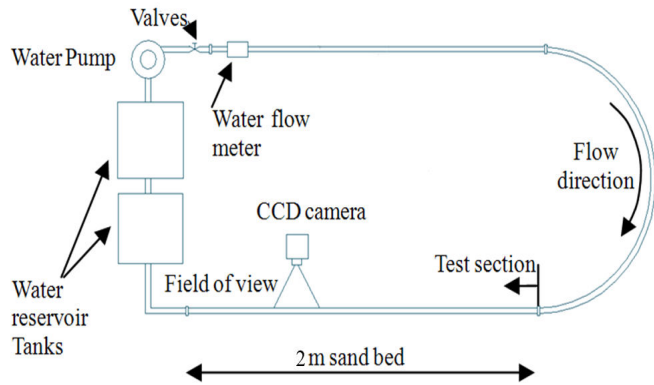 Valves
Water Pump
Water flow
meter
Flow
direction
CCD camera
Test section
Field of view
Water
reservoir
Tanks
2 m sand bed